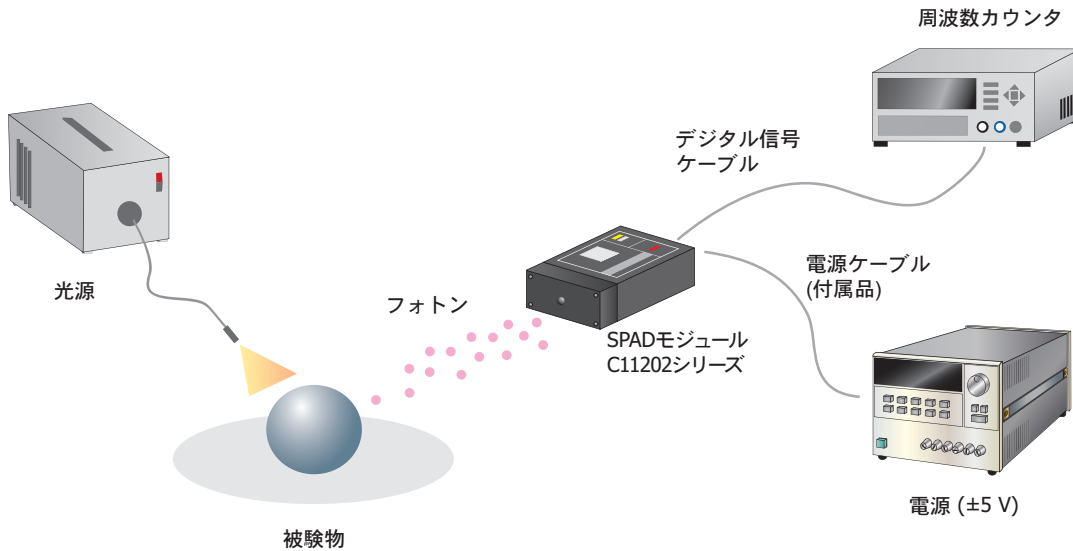 周波数カウンタ
デジタル信号
ケーブル
光源
フォトン
電源ケーブル
(付属品)
SPADモジュール
C11202シリーズ
被験物
電源 (±5 V)